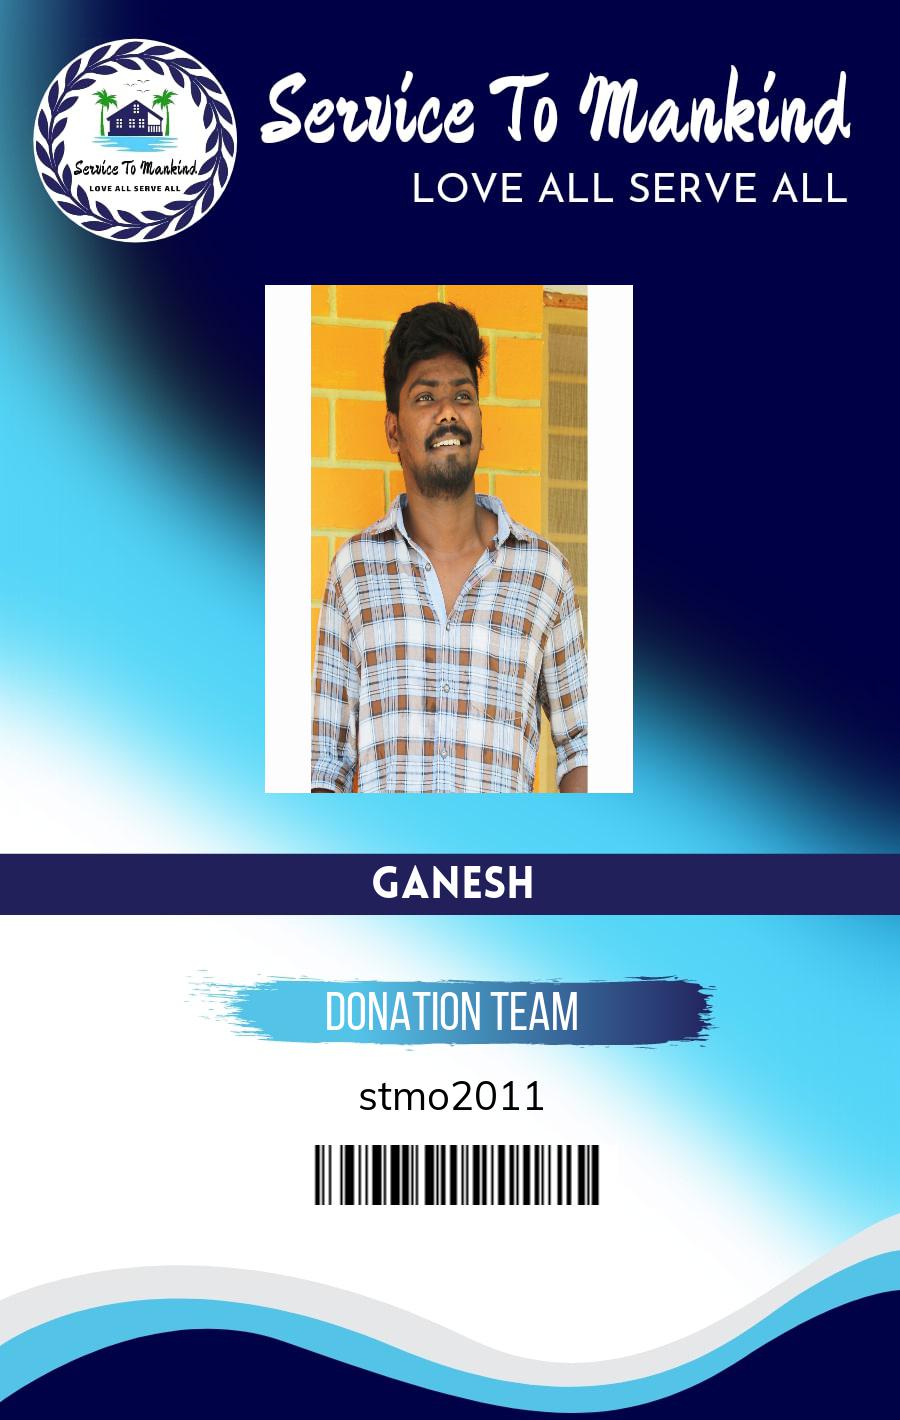 Service To Mankind
LOVE ALL SERVE ALL
Service To Mankind
LOVE ALL SERVE ALL
GANESH
DONATION TEAM
stmo2011